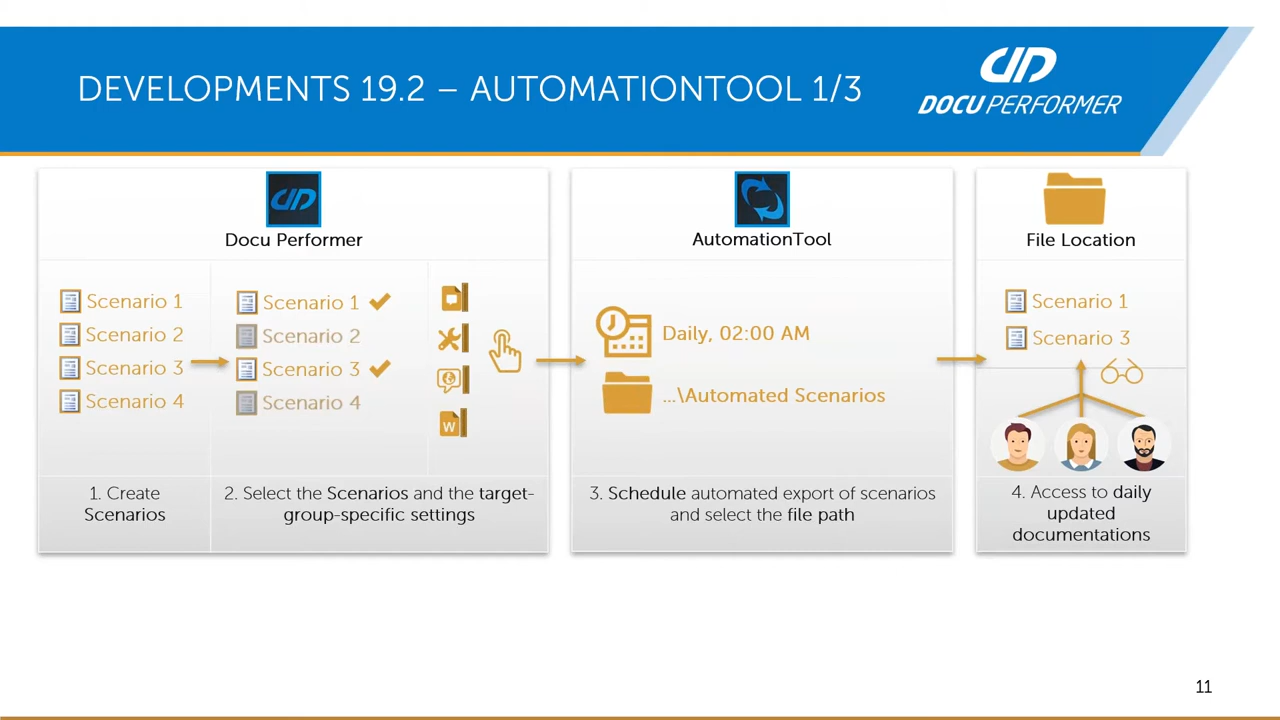 DEVELOPMENTS 19.2 – AUTOMATIONTOOL 1/3
DOCU PERFORMER
Docu Performer
Scenario 1
Scenario 2
Scenario 3
Scenario 4
Scenario 1
Scenario 2
Scenario 3
Scenario 4
W
1. Create
Scenarios
2. Select the Scenarios and the target-
group-specific settings
AutomationTool
Daily, 02:00 AM
...\Automated Scenarios
3. Schedule automated export of scenarios
and select the file path
File Location
Scenario 1
Scenario 3
4. Access to daily
updated
documentations
11